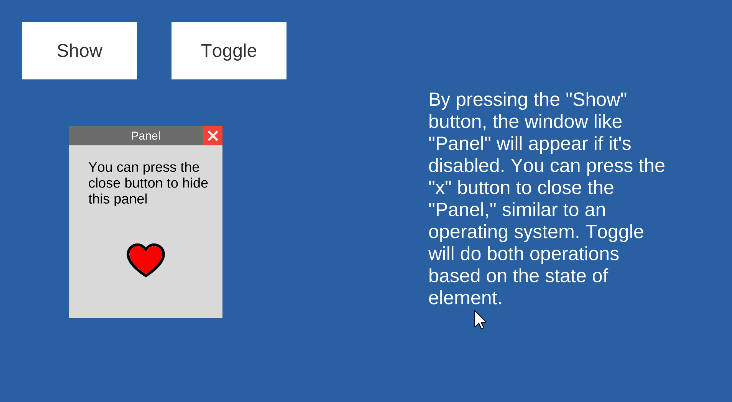 Show
Toggle
Panel
You can press the
close button to hide
this panel
By pressing the "Show"
button, the window like
"Panel" will appear if it's
disabled. You can press the
"x" button to close the
"Panel," similar to an
operating system. Toggle
will do both operations
based on the state of
element.